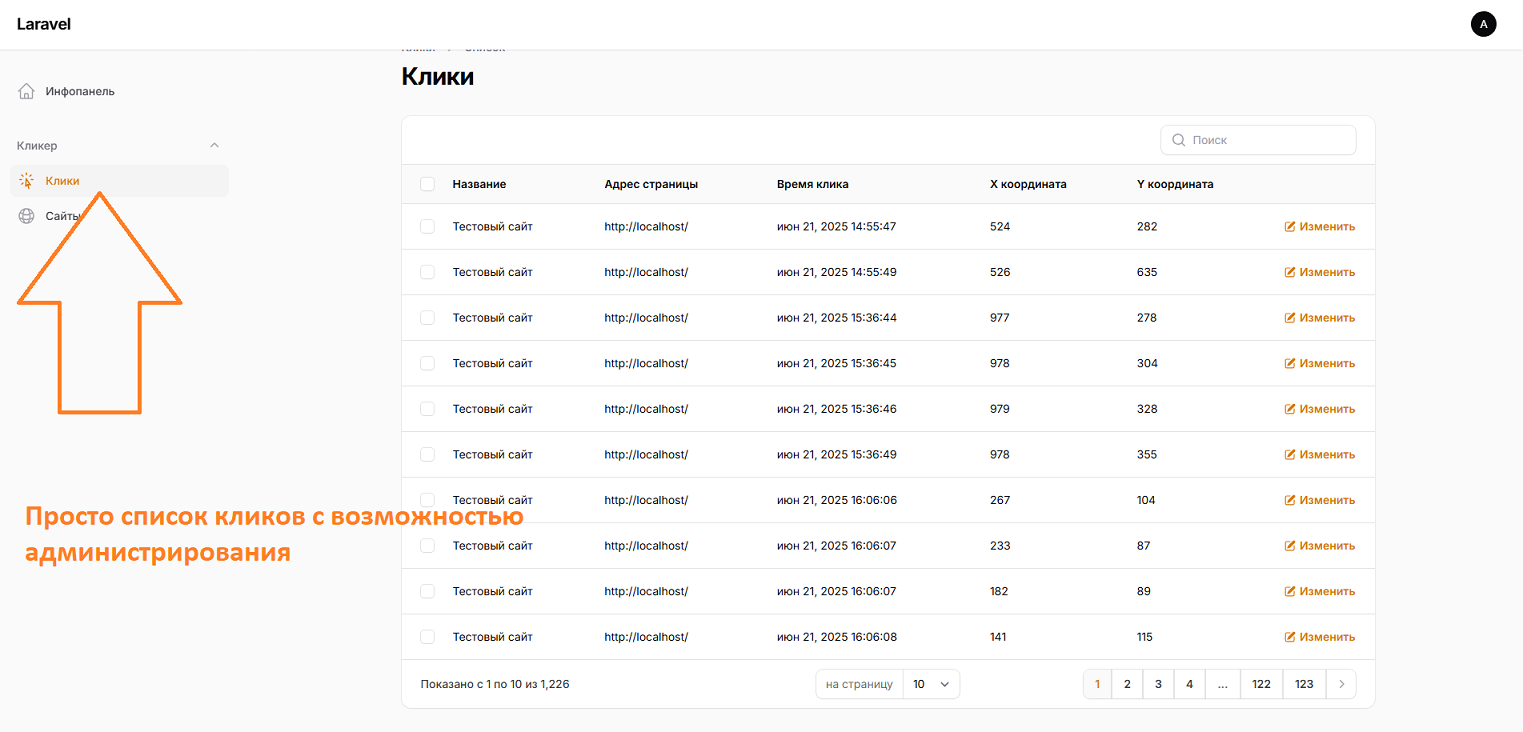 Laravel
A
Инфопанель
Кликер
Клики
Сайты
Клики
Поиск
Название Адрес страницы Время клика X координата Y координата
Тестовый сайт http://localhost/ июн 21, 2025 14:55:47 524 282 Изменить
Тестовый сайт http://localhost/ июн 21, 2025 14:55:49 526 635 Изменить
Тестовый сайт http://localhost/ июн 21, 2025 15:36:44 977 278 Изменить
Тестовый сайт http://localhost/ июн 21, 2025 15:36:45 978 304 Изменить
Тестовый сайт http://localhost/ июн 21, 2025 15:36:46 979 328 Изменить
Тестовый сайт http://localhost/ июн 21, 2025 15:36:49 978 355 Изменить
Тестовый сайт http://localhost/ июн 21, 2025 16:06:06 267 104 Изменить
Тестовый сайт http://localhost/ июн 21, 2025 16:06:07 233 87 Изменить
Тестовый сайт http://localhost/ июн 21, 2025 16:06:07 182 89 Изменить
Тестовый сайт http://localhost/ июн 21, 2025 16:06:08 141 115 Изменить
Показано с 1 по 10 из 1,226 на страницу 10 1 2 3 4 ... 122 123
Просто список кликов с возможностью
администрирования